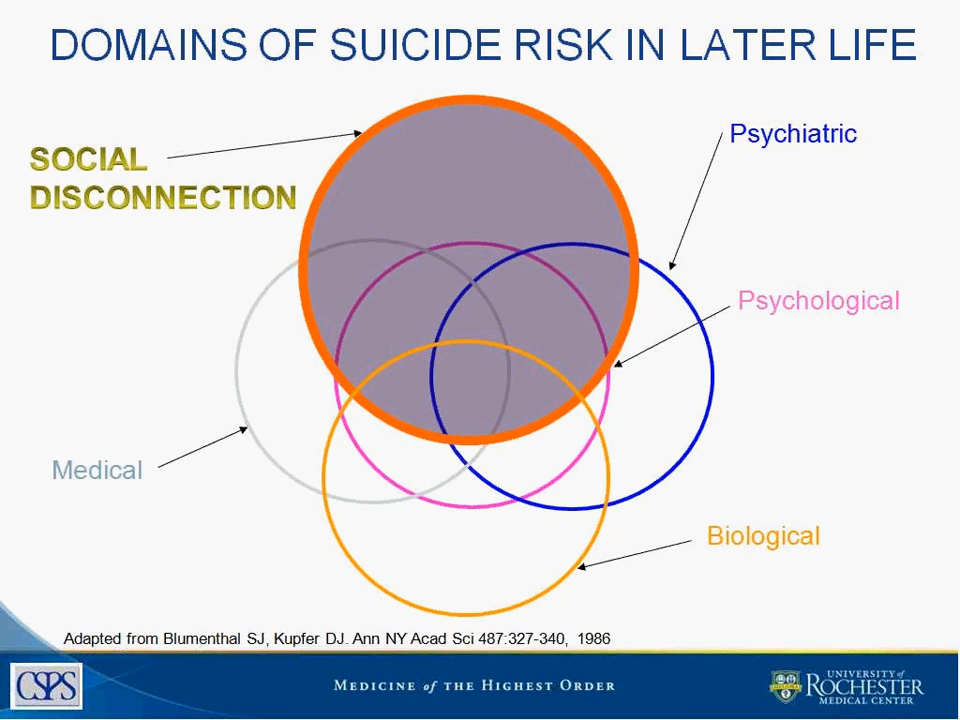 DOMAINS OF SUICIDE RISK IN LATER LIFE
SOCIAL
DISCONNECTION
Psychiatric
Psychological
Medical
Biological
Adapted from Blumenthal SJ, Kupfer DJ. Ann NY Acad Sci 487:327-340, 1986
CSPS
MEDICINE of THE HIGHEST ORDER
UNIVERSITY of
ROCHESTER
MEDICAL CENTER